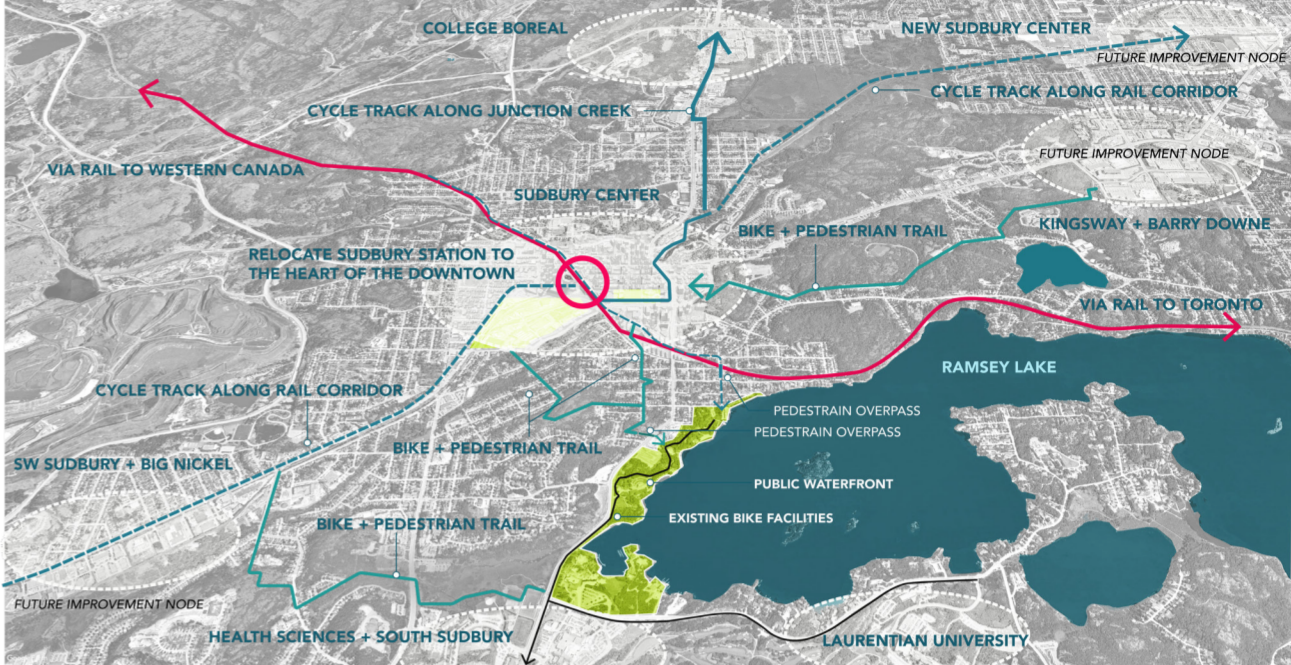 COLLEGE BOREAL
NEW SUDBURY CENTER
FUTURE IMPROVEMENT NODE
CYCLE TRACK ALONG RAIL CORRIDOR
CYCLE TRACK ALONG JUNCTION CREEK
FUTURE IMPROVEMENT NODE
VIA RAIL TO WESTERN CANADA
SUDBURY CENTER
KINGSWAY + BARRY DOWNE
BIKE + PEDESTRIAN TRAIL
RELOCATE SUDBURY STATION TO
THE HEART OF THE DOWNTOWN
VIA RAIL TO TORONTO
RAMSEY LAKE
CYCLE TRACK ALONG RAIL CORRIDOR
PEDESTRAIN OVERPASS
PEDESTRAIN OVERPASS
BIKE + PEDESTRIAN TRAIL
SW SUDBURY + BIG NICKEL
PUBLIC WATERFRONT
EXISTING BIKE FACILITIES
BIKE + PEDESTRIAN TRAIL
FUTURE IMPROVEMENT NODE
HEALTH SCIENCES + SOUTH SUDBURY
LAURENTIAN UNIVERSITY